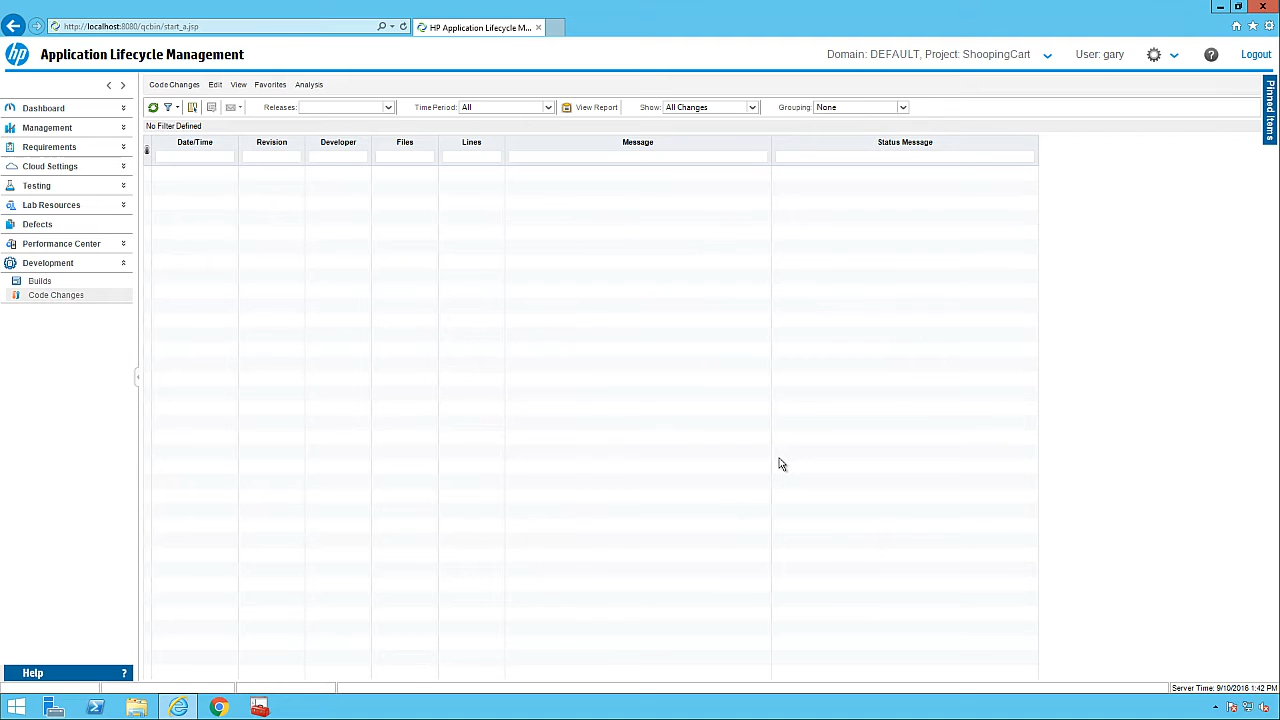 http://localhost:8080/qcbin/start_a.jsp
HP Application Lifecycle M...
hp Application Lifecycle Management
Domain: DEFAULT, Project: ShoopingCart
User: gary
Logout
Code Changes Edit View Favorites Analysis
Releases:
Time Period: All
View Report
Show: All Changes
Grouping: None
No Filter Defined
Date/Time Revision Developer Files Lines Message Status Message
Dashboard
Management
Requirements
Cloud Settings
Testing
Lab Resources
Defects
Performance Center
Development
Builds
Code Changes
Pinned Items
Help ?
Server Time: 9/10/2016 1:42 PM